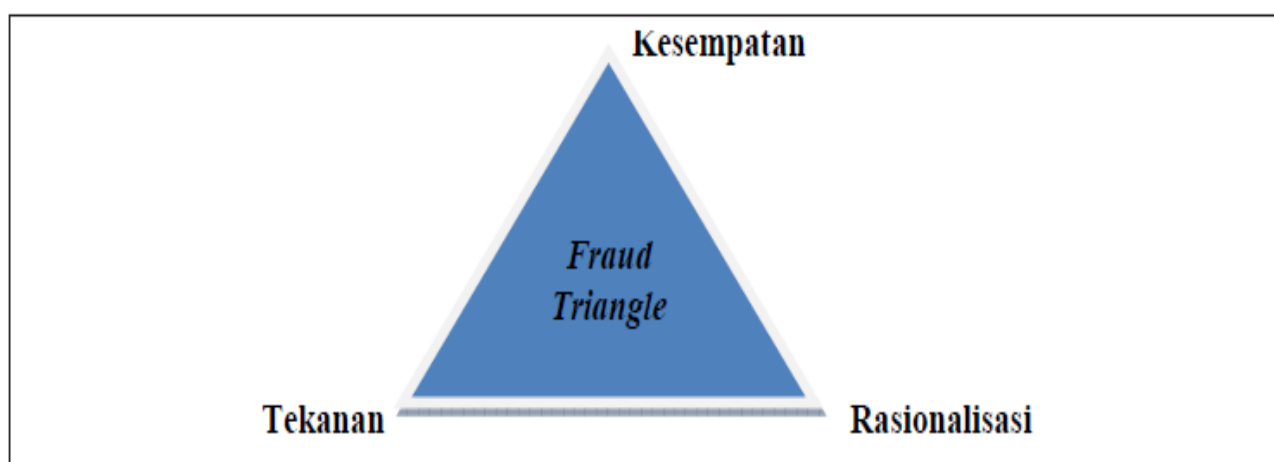 Kesempatan
Fraud
Triangle
Tekanan
Rasionalisasi